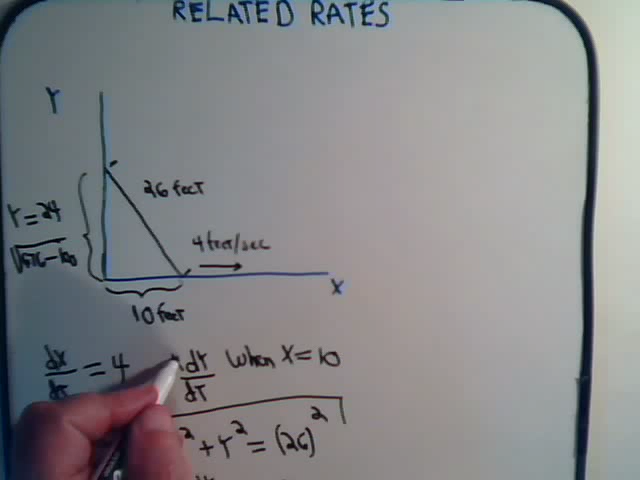 RELATED RATES
Y
26 feet
Y = 24
√676-100
4 feet/sec
X
10 feet
dx/dt = 4 dY/dT when X = 10
² + Y² = (26)²